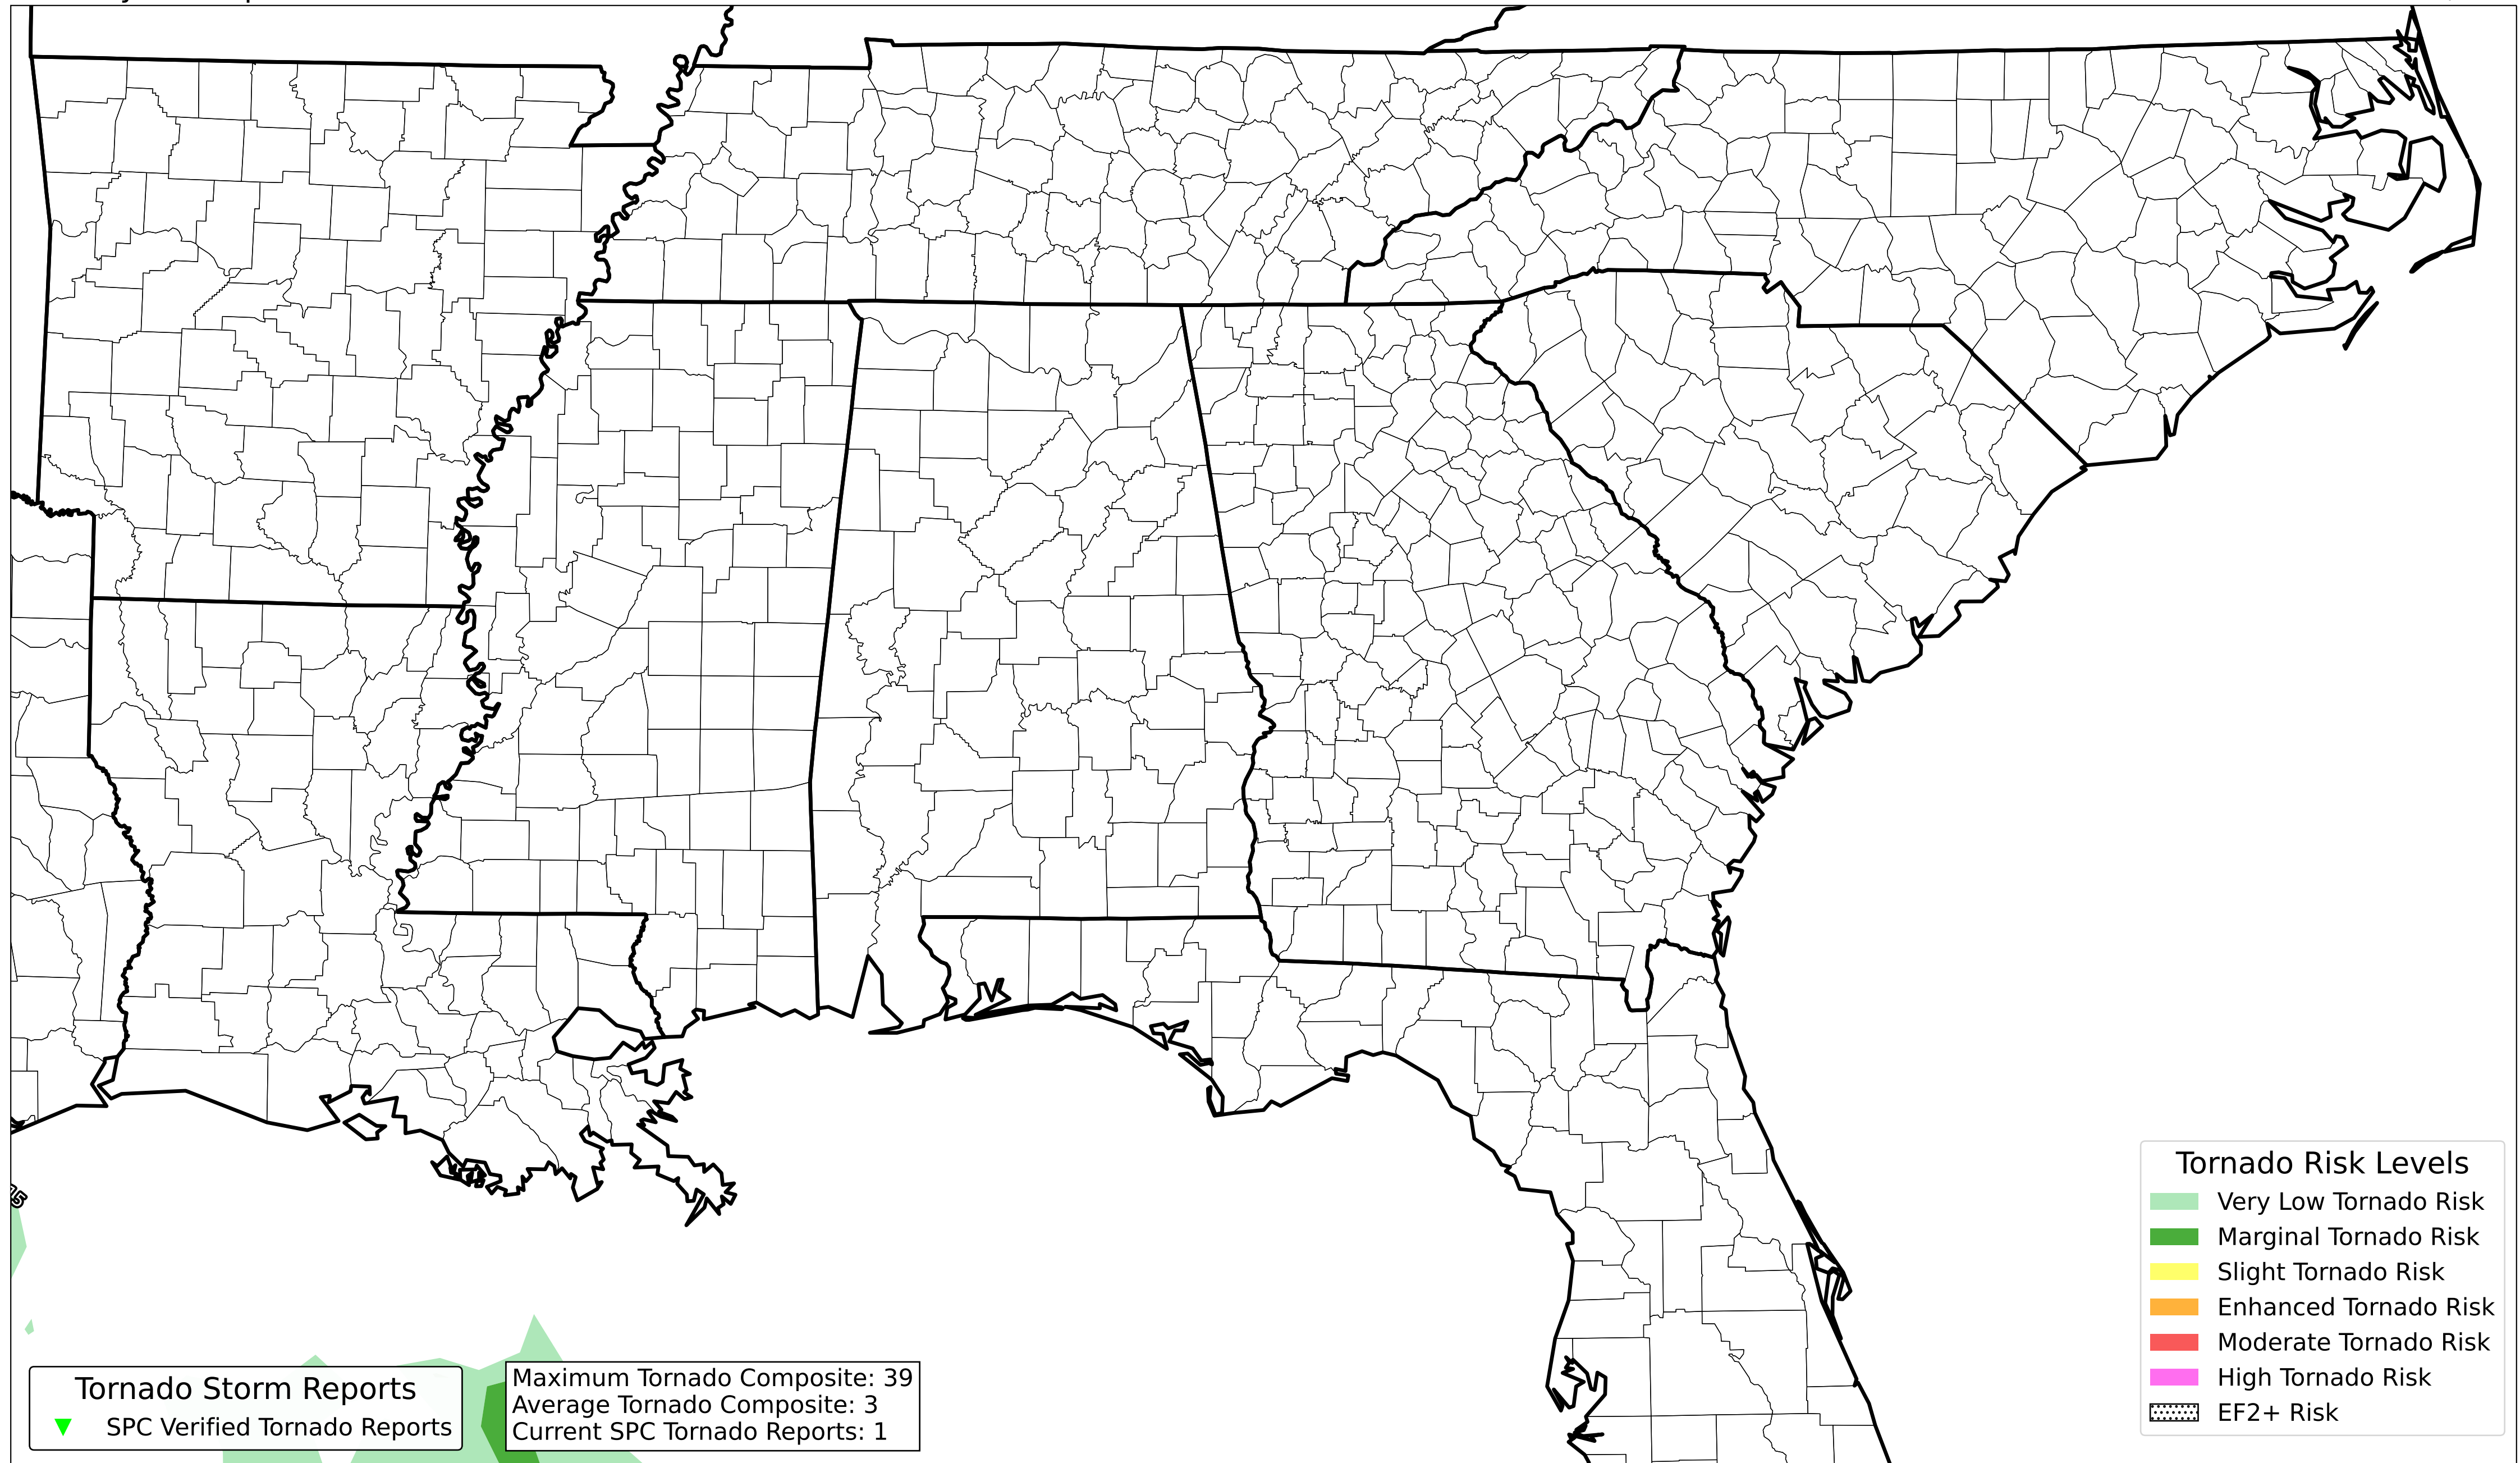 Tornado Risk Levels
Very Low Tornado Risk
Marginal Tornado Risk
Slight Tornado Risk
Enhanced Tornado Risk
Moderate Tornado Risk
High Tornado Risk
EF2+ Risk
Tornado Storm Reports
SPC Verified Tornado Reports
Maximum Tornado Composite: 39
Average Tornado Composite: 3
Current SPC Tornado Reports: 1